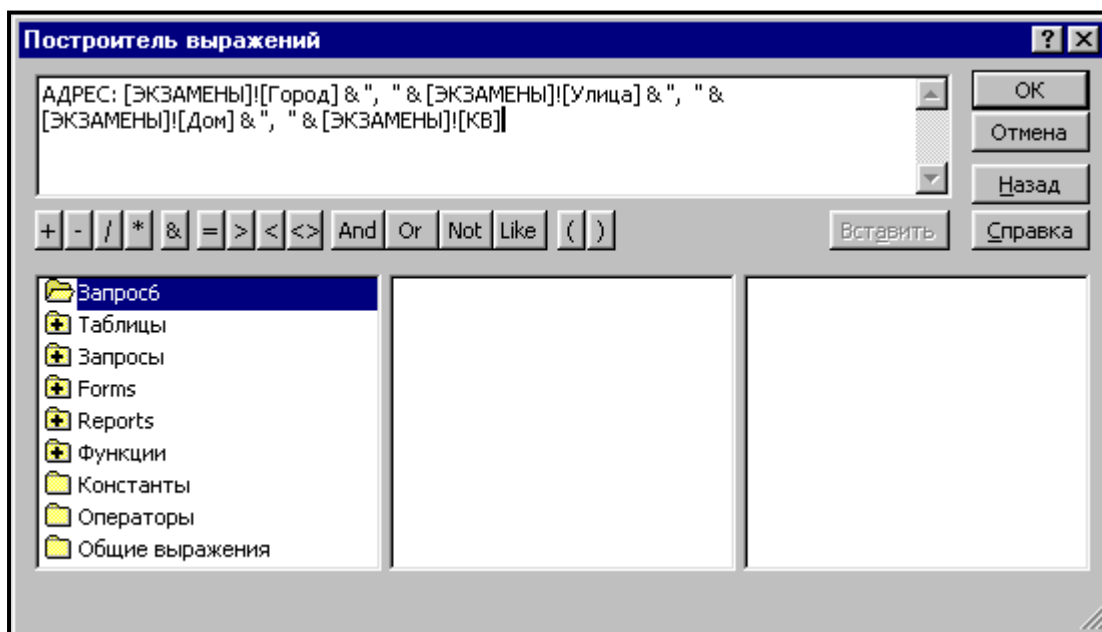 Построитель выражений
АДРЕС: [ЭКЗАМЕНЫ]![Город] & ",  " & [ЭКЗАМЕНЫ]![Улица] & ",  " &
[ЭКЗАМЕНЫ]![Дом] & ",  " & [ЭКЗАМЕНЫ]![КВ]
OK
Отмена
Назад
+ - / * & = > < <> And Or Not Like ( )
Вставить
Справка
Запрос6
Таблицы
Запросы
Forms
Reports
Функции
Константы
Операторы
Общие выражения